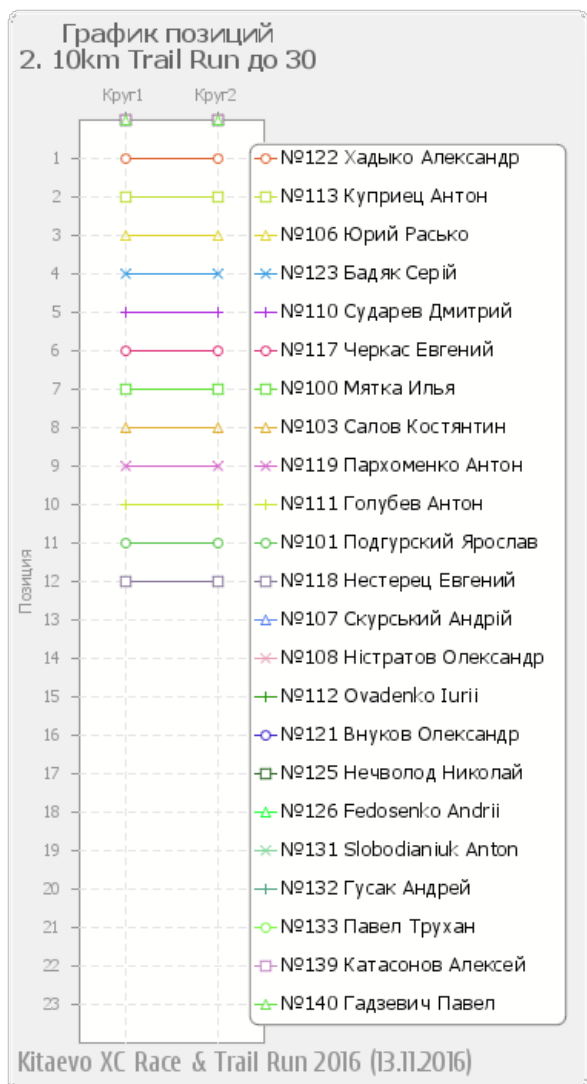 График позиций
2. 10km Trail Run до 30
Круг1 Круг2
1 №122 Хадыко Александр
2 №113 Куприец Антон
3 №106 Юрий Расько
4 №123 Бадяк Серій
5 №110 Сударев Дмитрий
6 №117 Черкас Евгений
7 №100 Мятка Илья
8 №103 Салов Костянтин
9 №119 Пархоменко Антон
10 №111 Голубев Антон
11 №101 Подгурский Ярослав
12 №118 Нестерец Евгений
13 №107 Скурський Андрій
14 №108 Ністратов Олександр
15 №112 Ovadenko Iurii
16 №121 Внуков Олександр
17 №125 Нечволод Николай
18 №126 Fedosenko Andrii
19 №131 Slobodianiuk Anton
20 №132 Гусак Андрей
21 №133 Павел Трухан
22 №139 Катасонов Алексей
23 №140 Гадзевич Павел
Позиция
Kitaevo XC Race & Trail Run 2016 (13.11.2016)